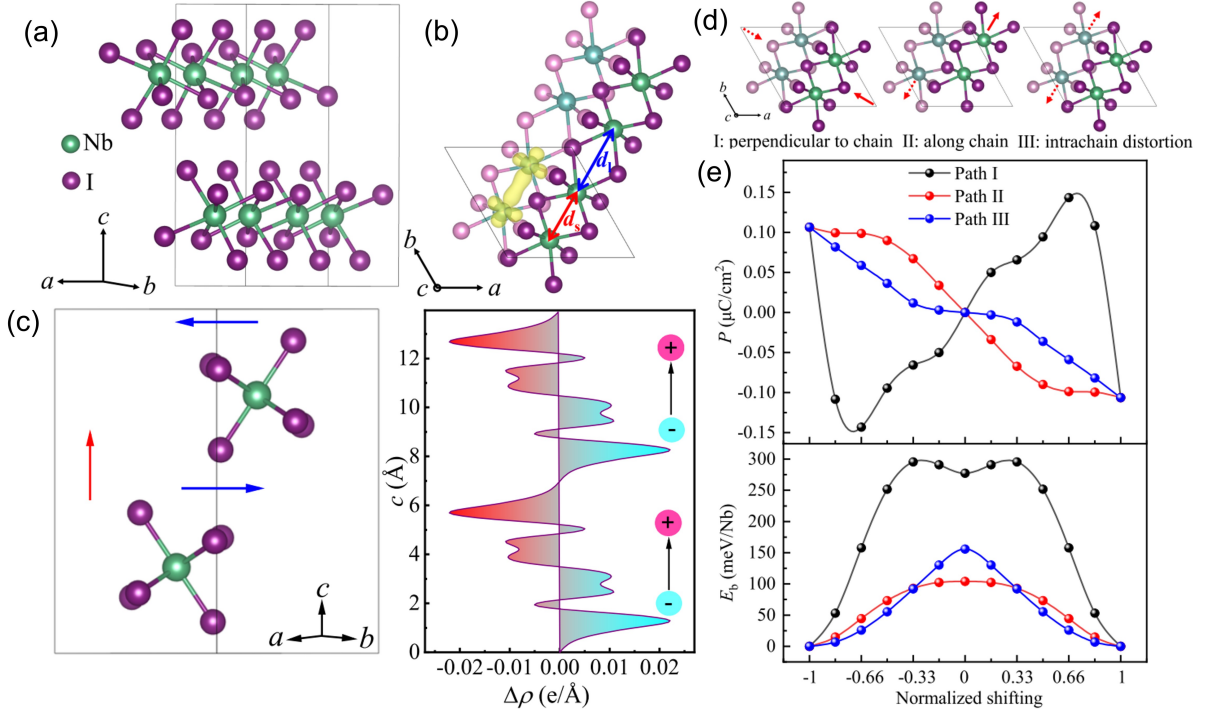 (a)
Nb
I
c
a
b
(b)
d_l
d_s
b
c
a
(c)
c
a
b
c (Å)
12
10
8
6
4
2
0
+
-
+
-
-0.02
-0.01
0.00
0.01
0.02
Δρ (e/Å)
(d)
b
c
a
I: perpendicular to chain
II: along chain
III: intrachain distortion
(e)
Path I
Path II
Path III
P (μC/cm²)
0.15
0.10
0.05
0.00
-0.05
-0.10
-0.15
E_b (meV/Nb)
300
250
200
150
100
50
0
-1
-0.66
-0.33
0
0.33
0.66
1
Normalized shifting